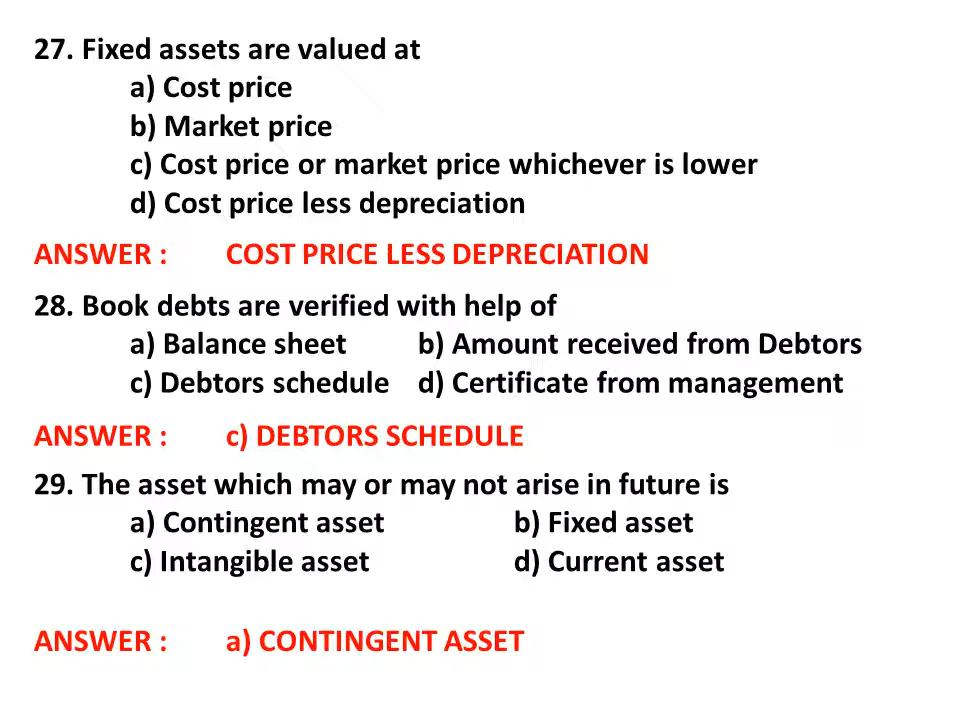 27. Fixed assets are valued at
a) Cost price
b) Market price
c) Cost price or market price whichever is lower
d) Cost price less depreciation
ANSWER : COST PRICE LESS DEPRECIATION
28. Book debts are verified with help of
a) Balance sheet b) Amount received from Debtors
c) Debtors schedule d) Certificate from management
ANSWER : c) DEBTORS SCHEDULE
29. The asset which may or may not arise in future is
a) Contingent asset b) Fixed asset
c) Intangible asset d) Current asset
ANSWER : a) CONTINGENT ASSET